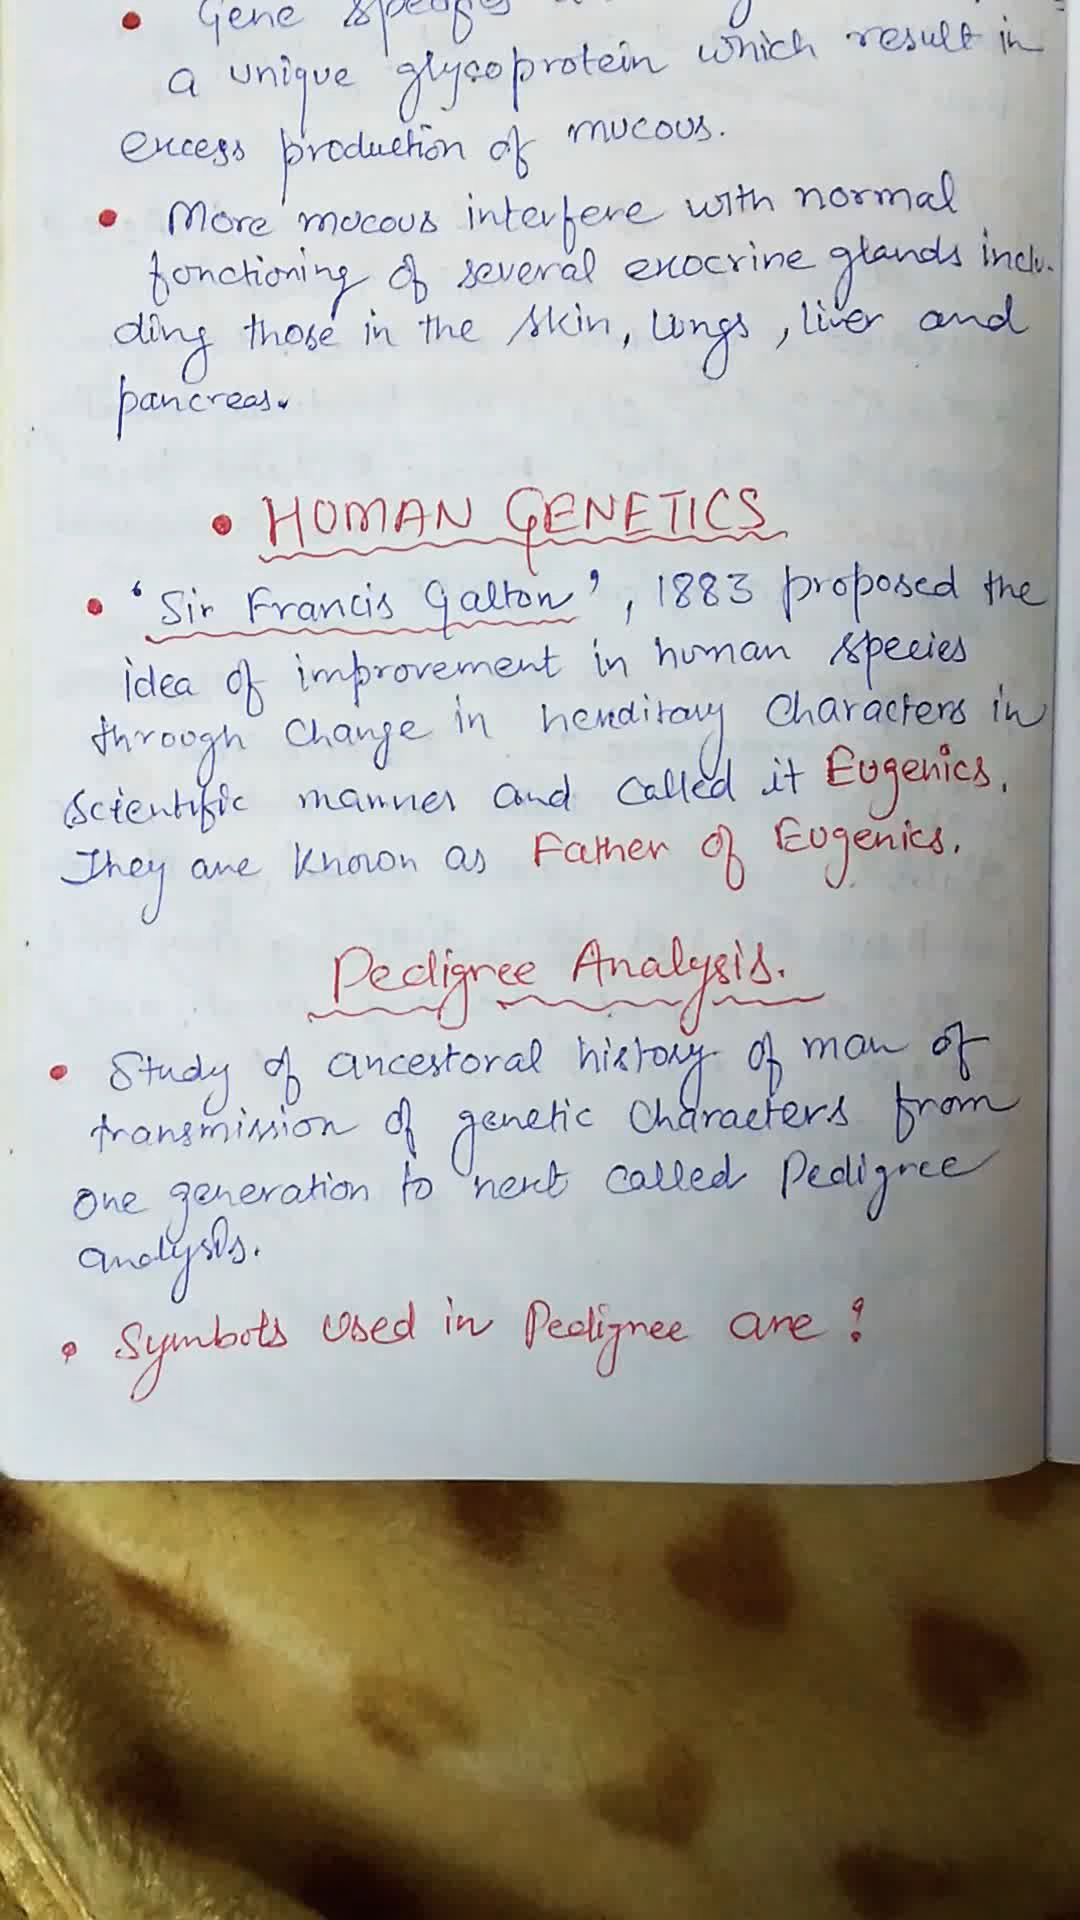 • Gene specifies
a unique glycoprotein which result in
excess production of mucous.
• More mucous interfere with normal
functioning of several exocrine glands inclu-
ding those in the skin, lungs, liver and
pancreas.
• HUMAN GENETICS
• 'Sir Francis Galton', 1883 proposed the
idea of improvement in human species
through change in hereditary characters in
scientific manner and called it Eugenics.
They are known as Father of Eugenics.
Pedigree Analysis.
• Study of ancestoral history of man of
transmission of genetic characters from
one generation to next called Pedigree
analysis.
• Symbols used in Pedigree are :